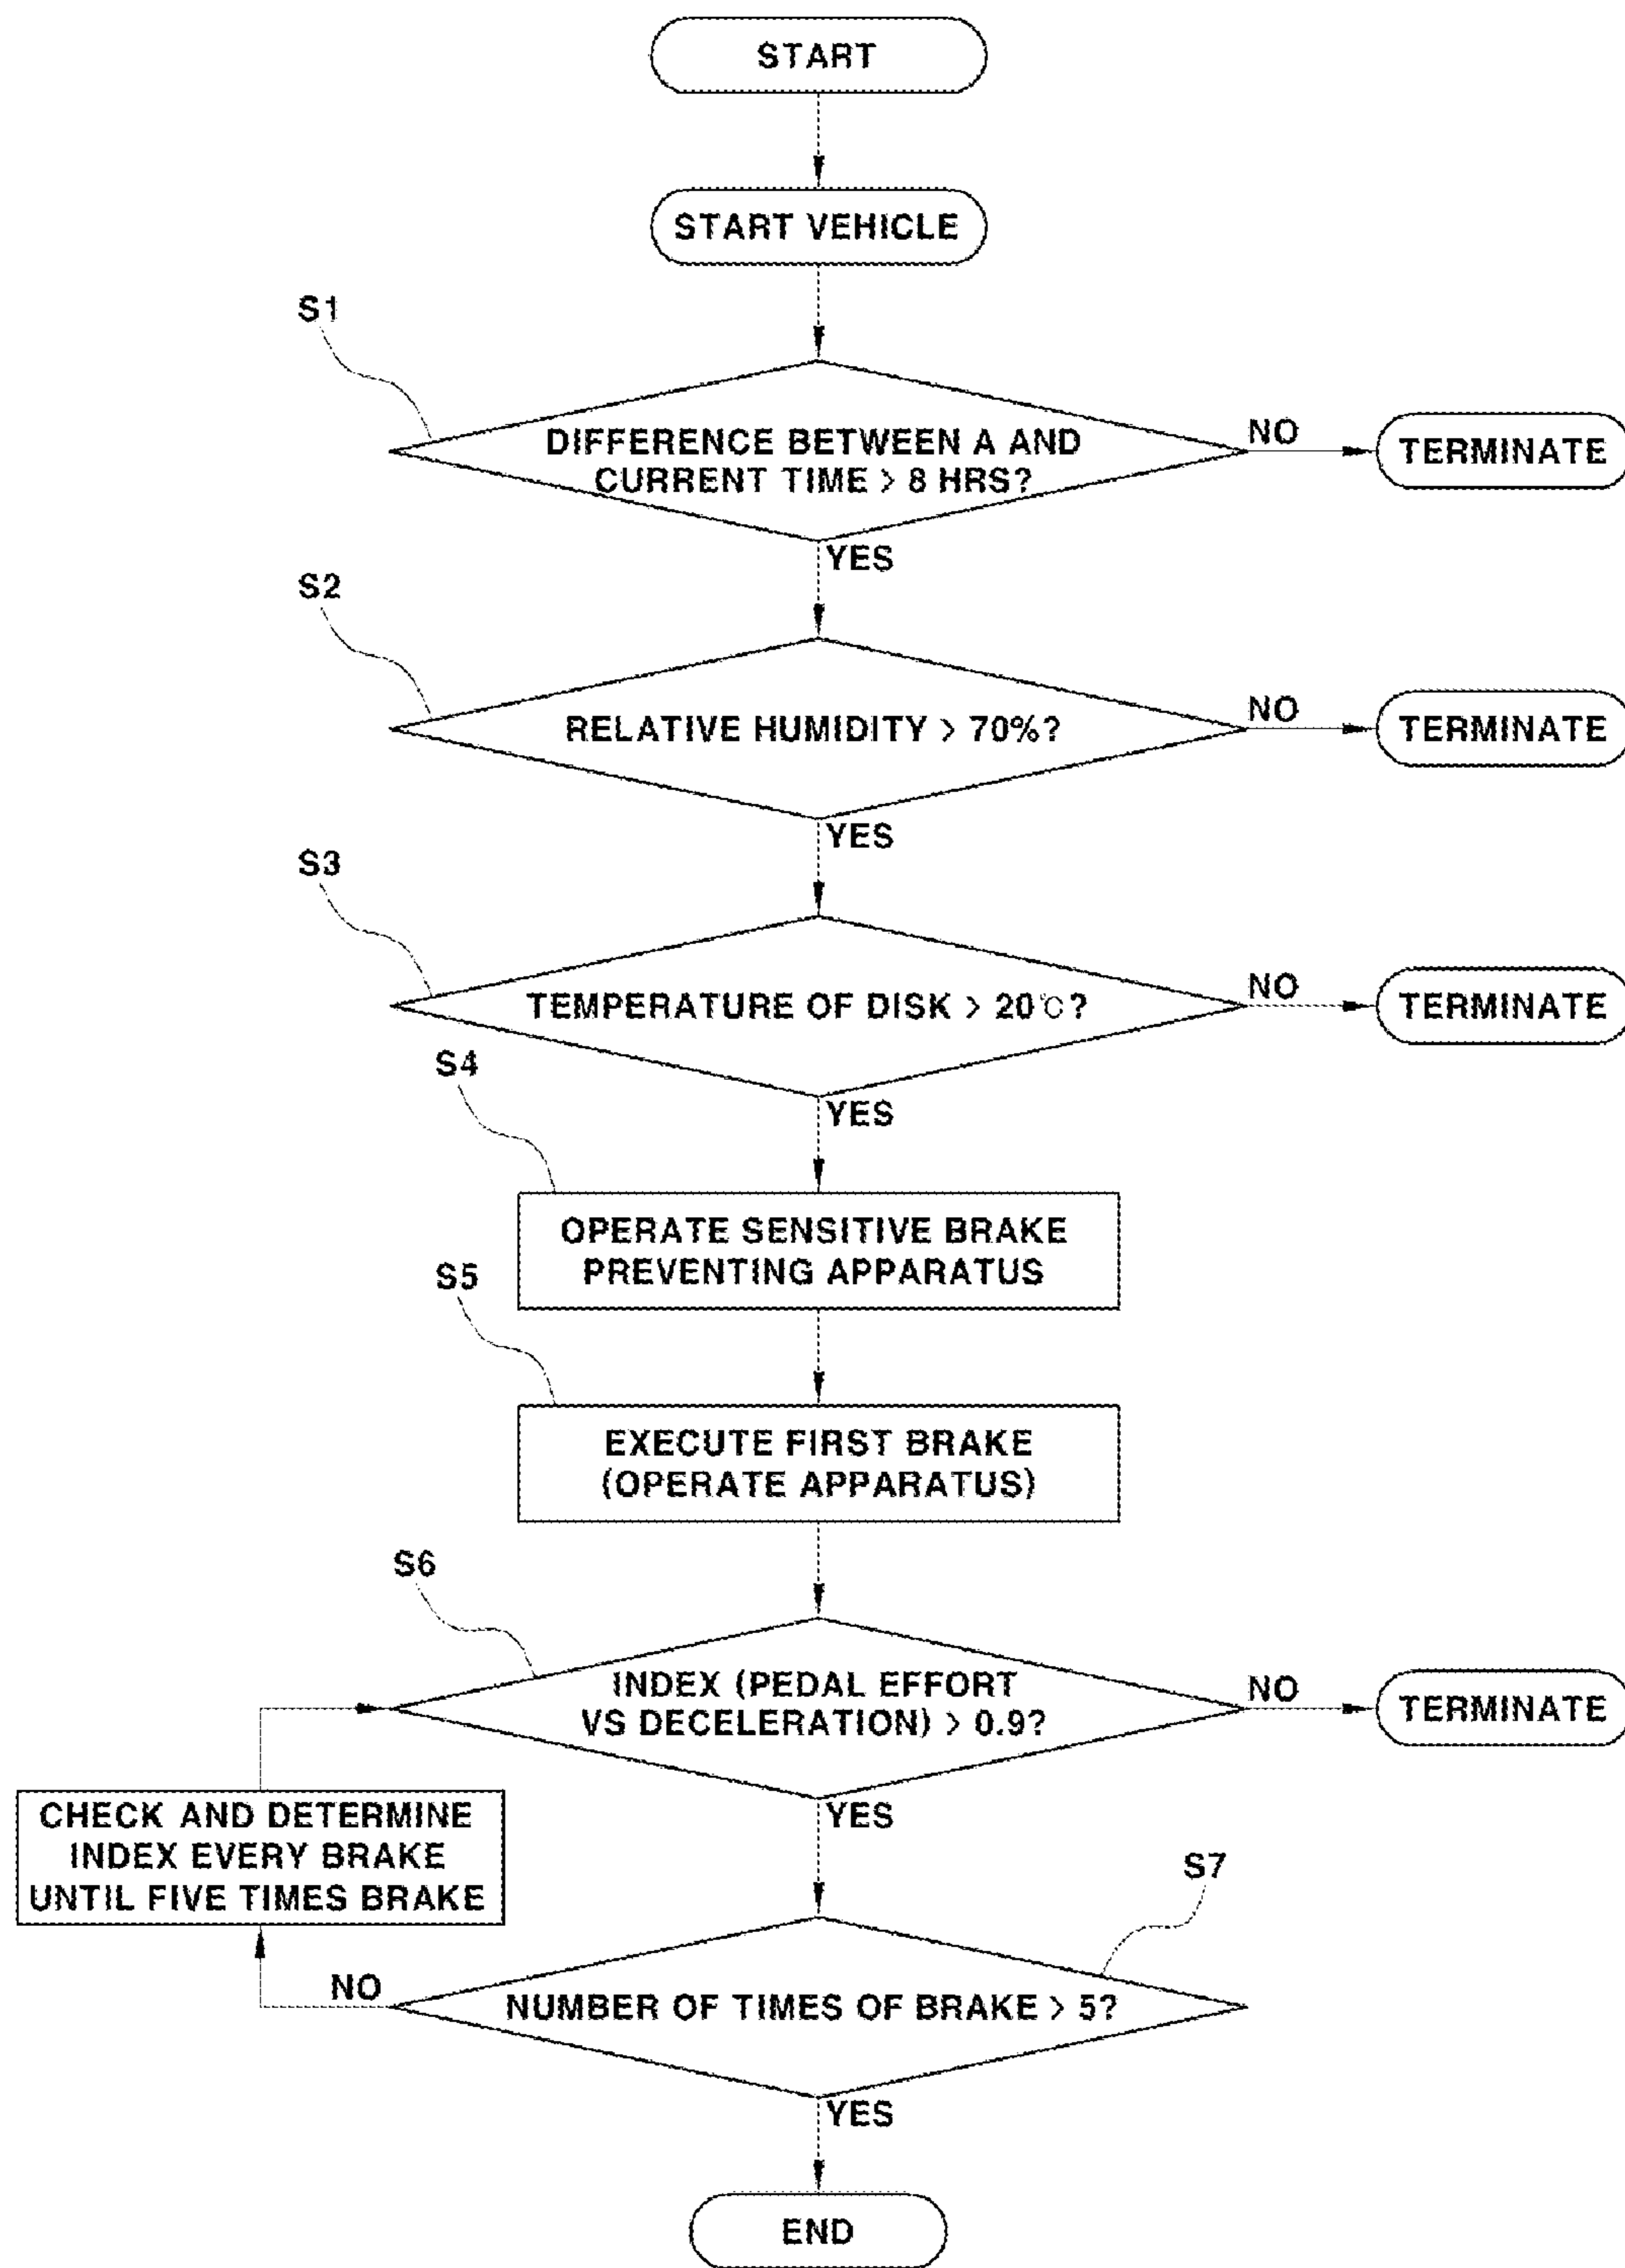 START
START VEHICLE
S1
DIFFERENCE BETWEEN A AND
CURRENT TIME > 8 HRS?
NO
TERMINATE
YES
S2
RELATIVE HUMIDITY > 70%?
NO
TERMINATE
YES
S3
TEMPERATURE OF DISK > 20℃?
NO
TERMINATE
YES
S4
OPERATE SENSITIVE BRAKE
PREVENTING APPARATUS
S5
EXECUTE FIRST BRAKE
(OPERATE APPARATUS)
S6
INDEX (PEDAL EFFORT
VS DECELERATION) > 0.9?
NO
TERMINATE
YES
CHECK AND DETERMINE
INDEX EVERY BRAKE
UNTIL FIVE TIMES BRAKE
S7
NO
NUMBER OF TIMES OF BRAKE > 5?
YES
END